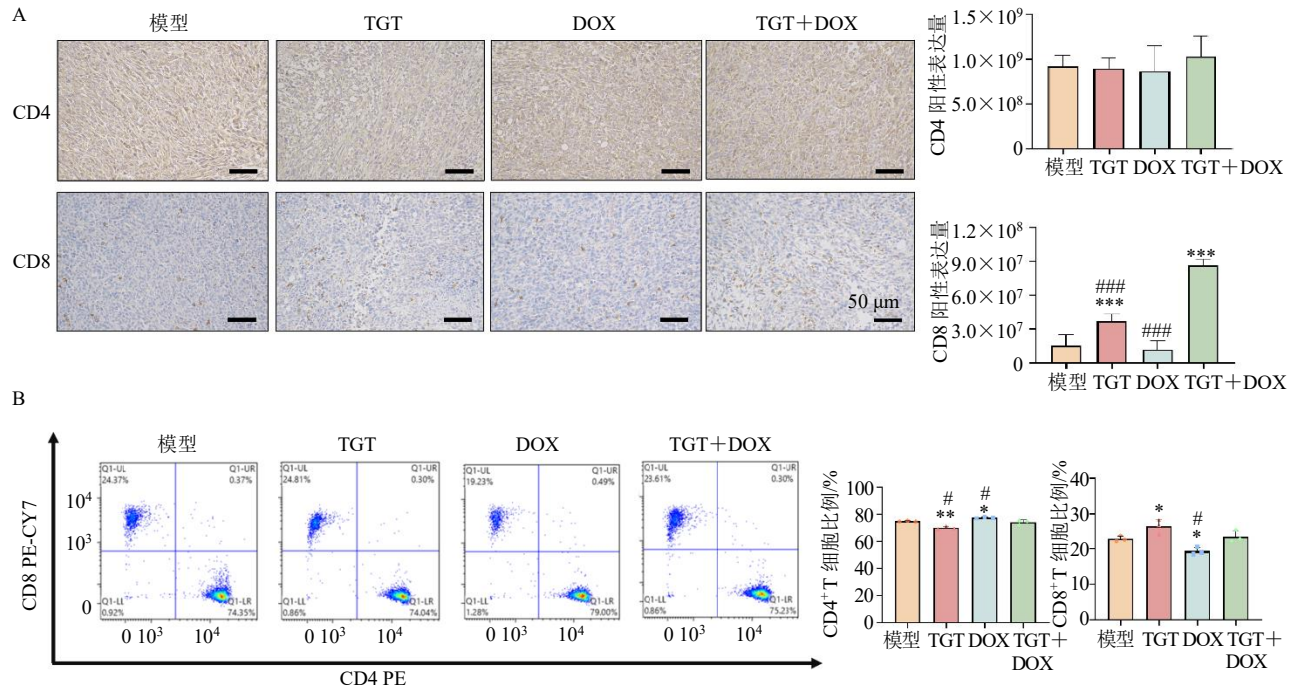 A
模型
TGT
DOX
TGT+DOX
CD4
CD8
50 μm
CD4 阳性表达量
1.5×10⁹
1.0×10⁹
5.0×10⁸
0
模型 TGT DOX TGT+DOX
CD8 阳性表达量
1.2×10⁸
9.0×10⁷
6.0×10⁷
3.0×10⁷
0
###
***
###
***
模型 TGT DOX TGT+DOX
B
模型
TGT
DOX
TGT+DOX
CD8 PE-CY7
10⁴
10³
0
Q1-UL
24.37%
Q1-UR
0.37%
Q1-LL
0.92%
Q1-LR
74.35%
Q1-UL
24.81%
Q1-UR
0.30%
Q1-LL
0.86%
Q1-LR
74.04%
Q1-UL
19.23%
Q1-UR
0.49%
Q1-LL
1.28%
Q1-LR
79.00%
Q1-UL
23.61%
Q1-UR
0.30%
Q1-LL
0.86%
Q1-LR
75.23%
0 10³ 10⁴
0 10³ 10⁴
0 10³ 10⁴
0 10³ 10⁴
CD4 PE
CD4⁺T 细胞比例/%
100
80
60
40
20
0
#
**
#
*
模型 TGT DOX TGT+
DOX
CD8⁺T 细胞比例/%
40
30
20
10
0
*
#
*
模型 TGT DOX TGT+
DOX